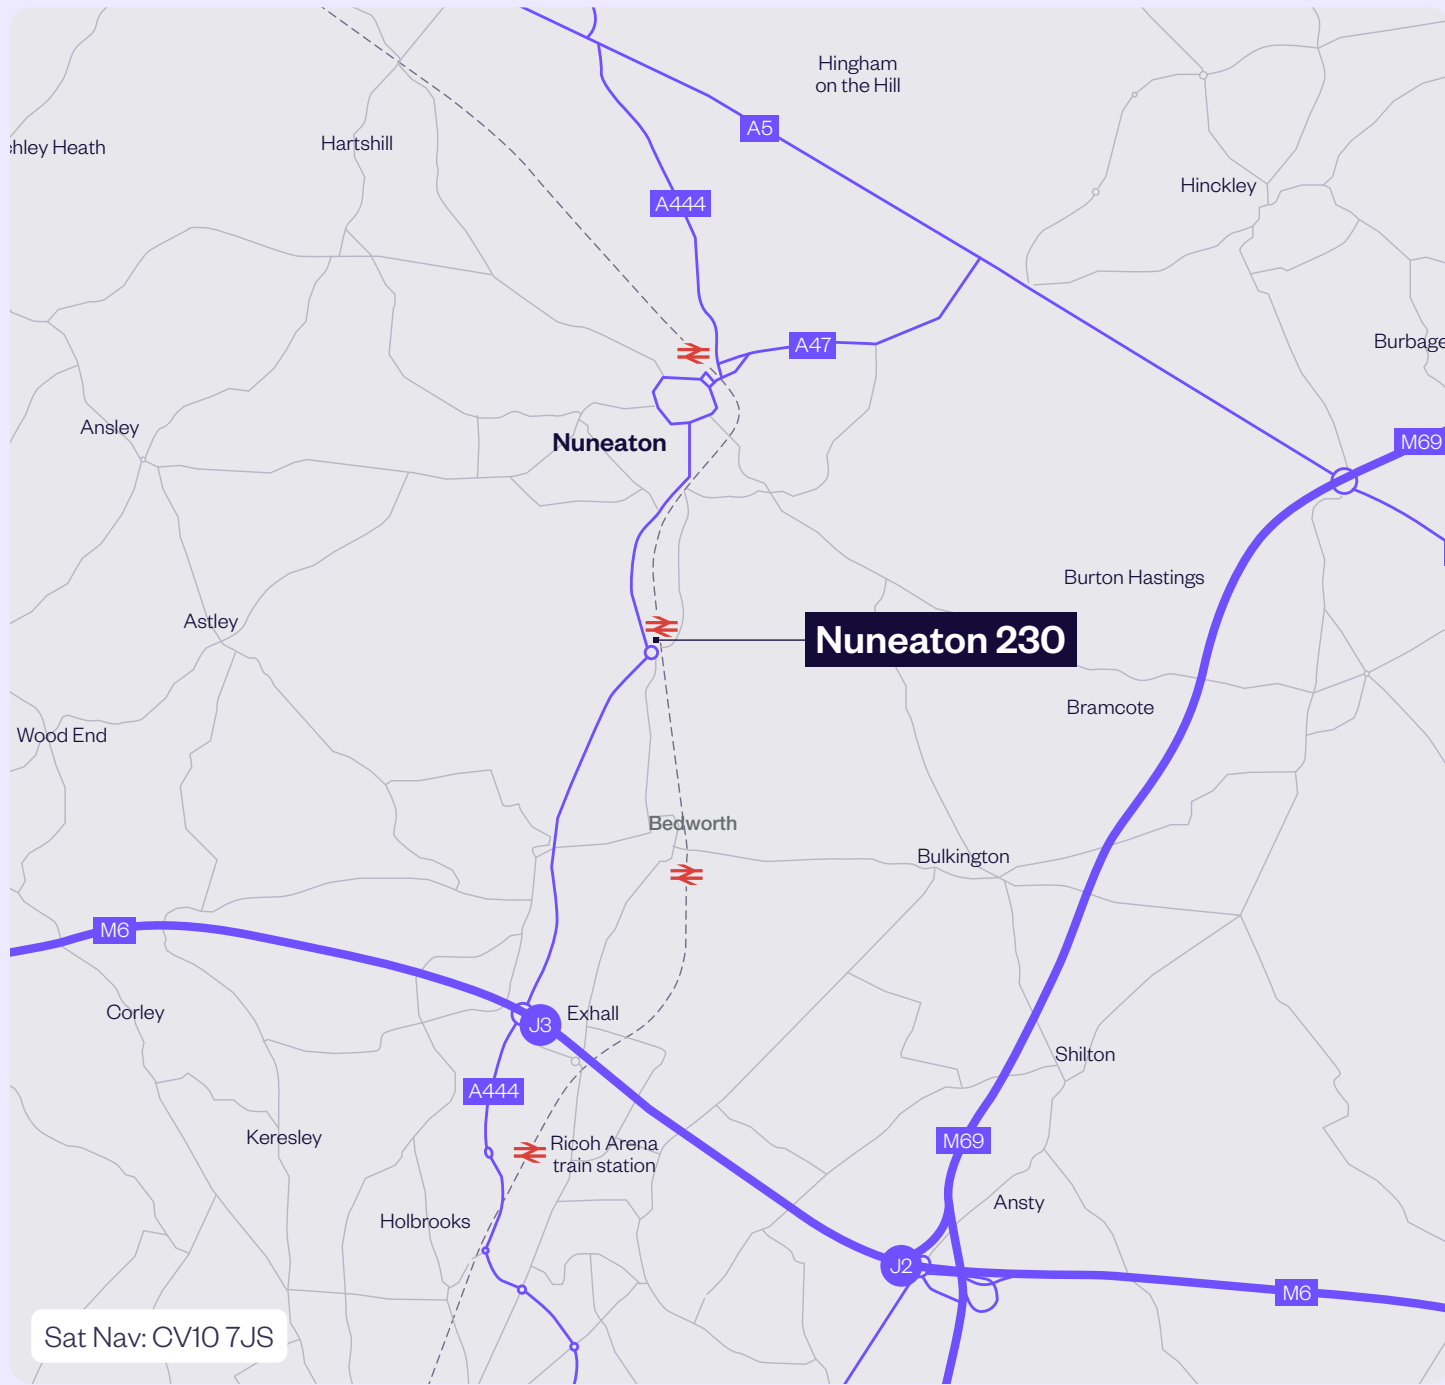 Hingham
on the Hill
A5
Hartshill
chley Heath
Hinckley
A444
A47
Burbage
Ansley
Nuneaton
M69
Burton Hastings
Astley
Nuneaton 230
Bramcote
Wood End
Bedworth
Bulkington
M6
Corley
Exhall
J3
Shilton
A444
Keresley
Ricoh Arena
train station
M69
Ansty
Holbrooks
J2
M6
Sat Nav: CV10 7JS